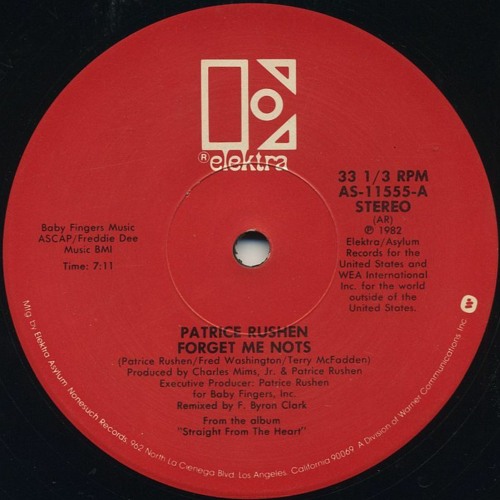 ® elektra
33 1/3 RPM
AS-11555-A
STEREO
(AR)
℗ 1982
Elektra/Asylum
Records for the
United States and
WEA International
Inc. for the world
outside of the
United States.
Baby Fingers Music
ASCAP/Freddie Dee
Music BMI
Time: 7:11
PATRICE RUSHEN
FORGET ME NOTS
(Patrice Rushen/Fred Washington/Terry McFadden)
Produced by Charles Mims, Jr. & Patrice Rushen
Executive Producer: Patrice Rushen
for Baby Fingers, Inc.
Remixed by F. Byron Clark
From the album
"Straight From The Heart"
Mfg. by Elektra Asylum Nonesuch Records, 962 North La Cienega Blvd. Los Angeles, California 90069. A Division of Warner Communications Inc.